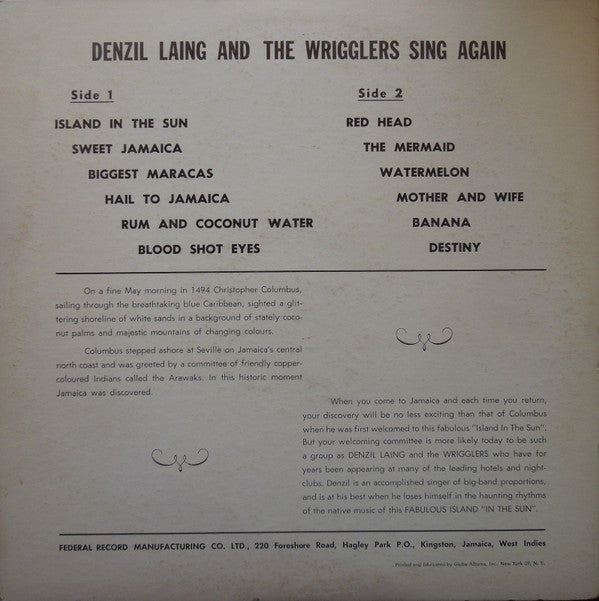 DENZIL LAING AND THE WRIGGLERS SING AGAIN
Side 1
ISLAND IN THE SUN
SWEET JAMAICA
BIGGEST MARACAS
HAIL TO JAMAICA
RUM AND COCONUT WATER
BLOOD SHOT EYES
Side 2
RED HEAD
THE MERMAID
WATERMELON
MOTHER AND WIFE
BANANA
DESTINY
On a fine May morning in 1494 Christopher Columbus,
sailing through the breathtaking blue Caribbean, sighted a glit-
tering shoreline of white sands in a background of stately coco-
nut palms and majestic mountains of changing colours.
Columbus stepped ashore at Seville on Jamaica's central
north coast and was greeted by a committee of friendly copper-
coloured Indians called the Arawaks. In this historic moment
Jamaica was discovered.
When you come to Jamaica and each time you return,
your discovery will be no less exciting than that of Columbus
when he was first welcomed to this fabulous "Island In The Sun".
But your welcoming committee is more likely today to be such
a group as DENZIL LAING and the WRIGGLERS who have for
years been appearing at many of the leading hotels and night-
clubs. Denzil is an accomplished singer of big-band proportions,
and is at his best when he loses himself in the haunting rhythms
of the native music of this FABULOUS ISLAND "IN THE SUN".
FEDERAL RECORD MANUFACTURING CO. LTD., 220 Foreshore Road, Hagley Park P.O., Kingston, Jamaica, West Indies
Printed and fabricated by Globe Albums, Inc., New York 59, N. Y.